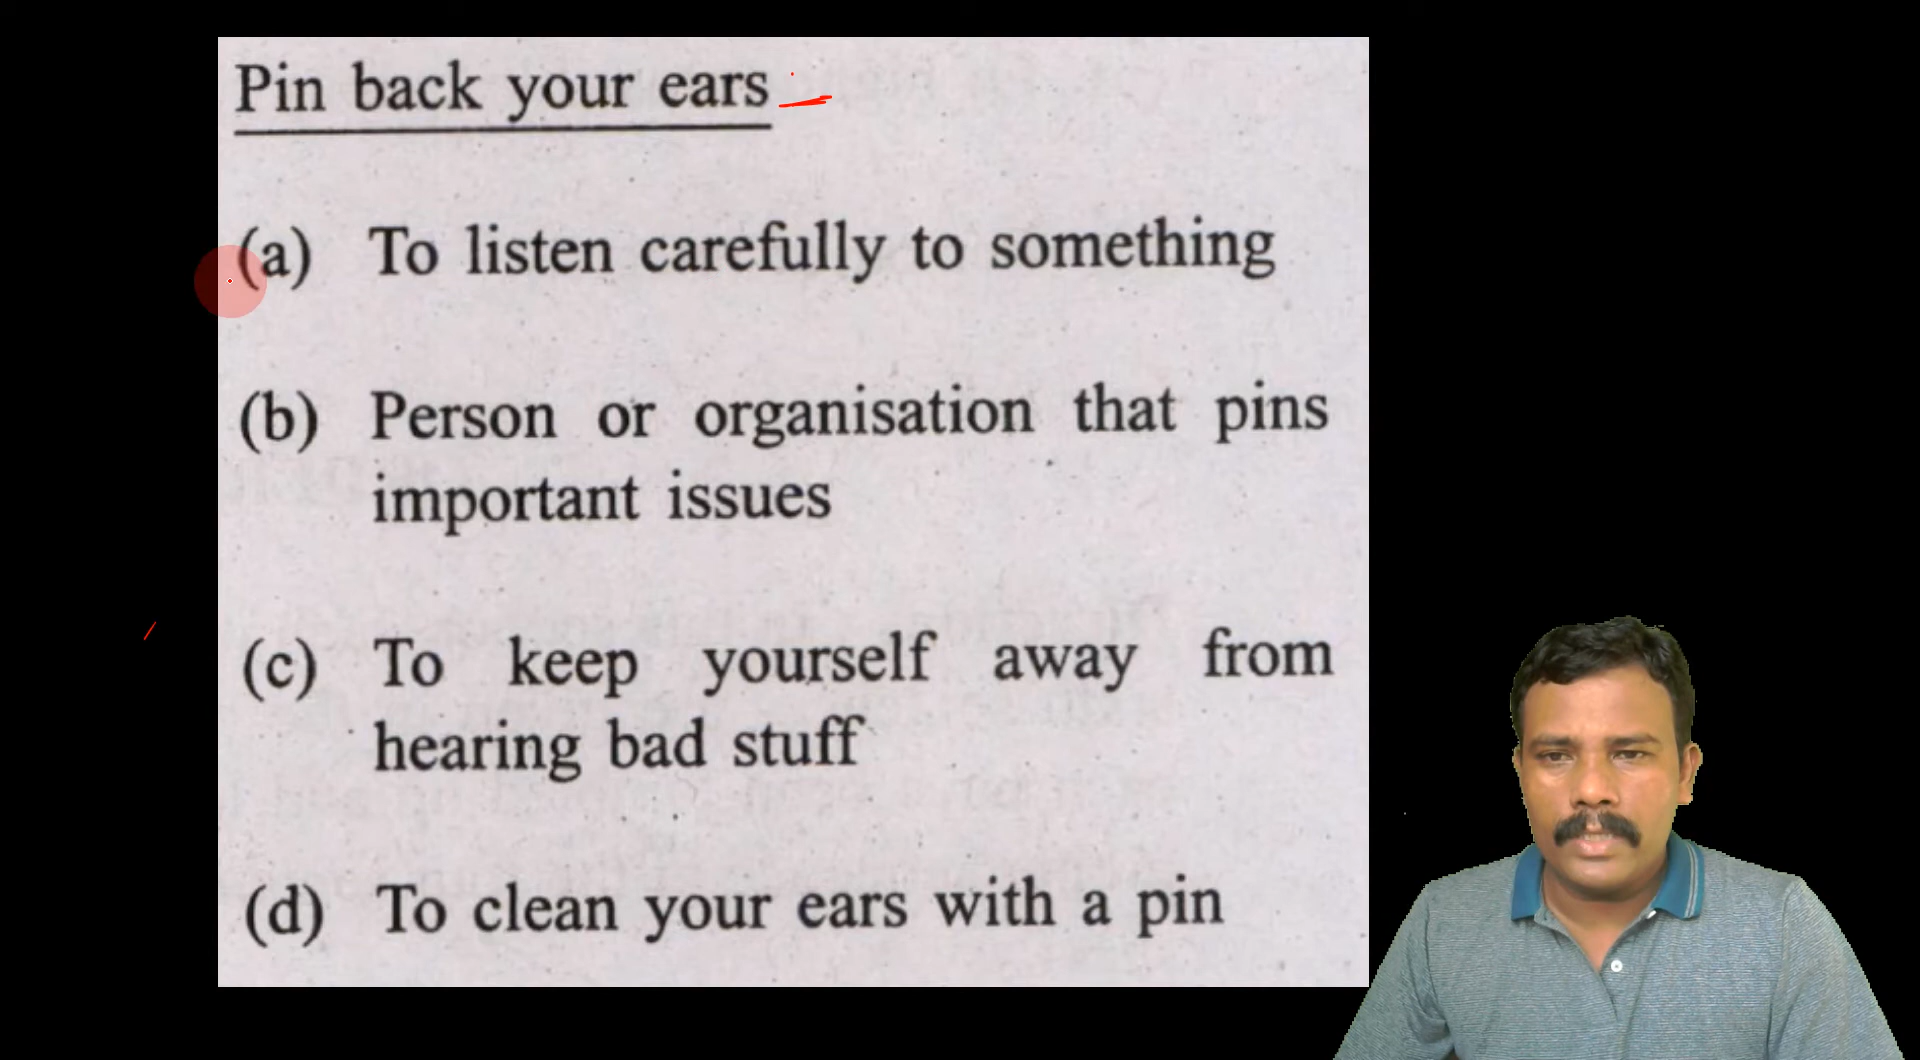 Pin back your ears
(a) To listen carefully to something
(b) Person or organisation that pins
important issues
(c) To keep yourself away from
hearing bad stuff
(d) To clean your ears with a pin